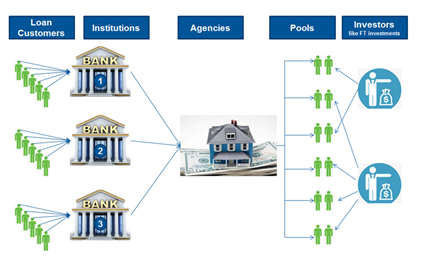 Loan
Customers
Institutions
Agencies
Pools
Investors
like FT investments
BANK
1
BANK
2
BANK
3